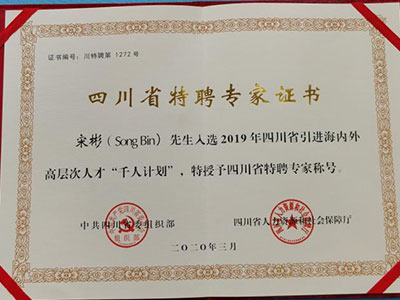 证书编号：川特聘第 1272 号
四川省特聘专家证书
宋彬（Song Bin）先生入选 2019 年四川省引进海内外
高层次人才“千人计划”，特授予四川省特聘专家称号。
中共四川省委组织部 四川省人力资源和社会保障厅
二〇二〇年三月